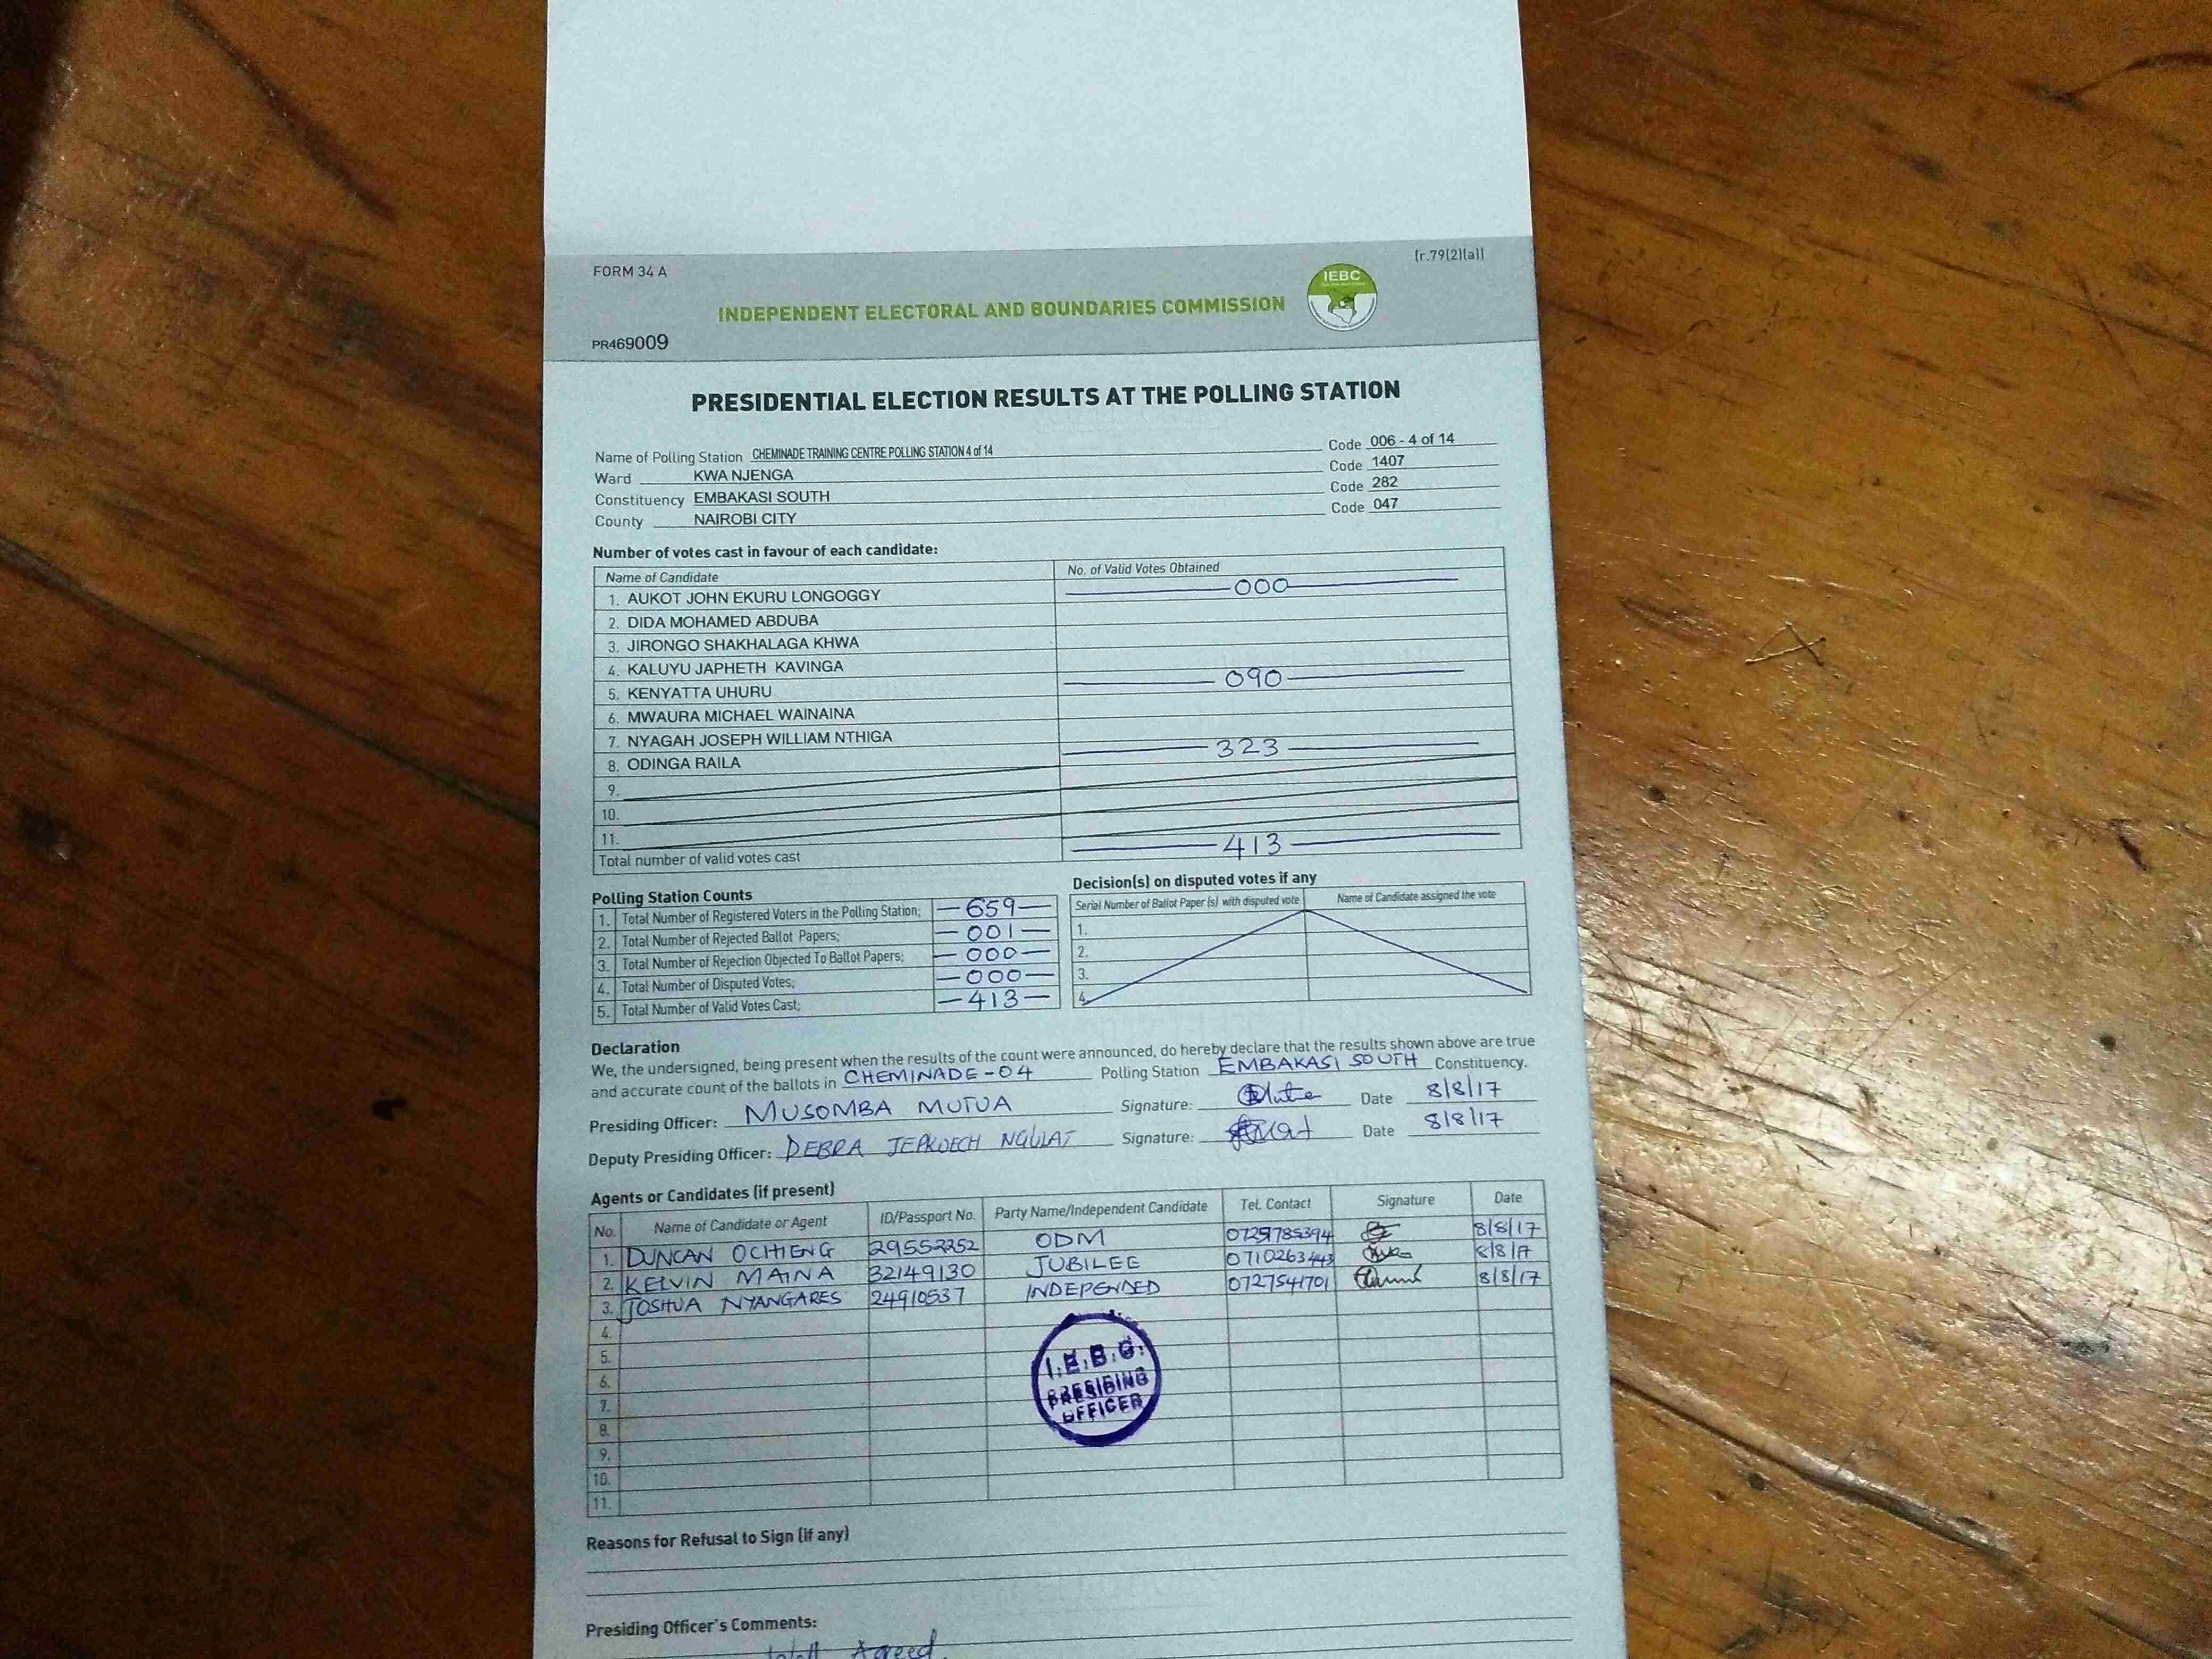 [r.79(2)(a)]
FORM 34 A
IEBC
INDEPENDENT ELECTORAL AND BOUNDARIES COMMISSION
PR469009
PRESIDENTIAL ELECTION RESULTS AT THE POLLING STATION
Name of Polling Station CHEMINADE TRAINING CENTRE POLLING STATION 4 of 14 Code 006 - 4 of 14
Ward KWA NJENGA Code 1407
Constituency EMBAKASI SOUTH Code 282
County NAIROBI CITY Code 047
Number of votes cast in favour of each candidate:
Name of Candidate No. of Valid Votes Obtained
1. AUKOT JOHN EKURU LONGOGGY 000
2. DIDA MOHAMED ABDUBA
3. JIRONGO SHAKHALAGA KHWA
4. KALUYU JAPHETH KAVINGA
5. KENYATTA UHURU 090
6. MWAURA MICHAEL WAINAINA
7. NYAGAH JOSEPH WILLIAM NTHIGA
8. ODINGA RAILA 323
9.
10.
11.
Total number of valid votes cast 413
Polling Station Counts
1. Total Number of Registered Voters in the Polling Station; 659
2. Total Number of Rejected Ballot Papers; 001
3. Total Number of Rejection Objected To Ballot Papers; 000
4. Total Number of Disputed Votes; 000
5. Total Number of Valid Votes Cast; 413
Decision(s) on disputed votes if any
Serial Number of Ballot Paper (s) with disputed vote Name of Candidate assigned the vote
1.
2.
3.
4.
Declaration
We, the undersigned, being present when the results of the count were announced, do hereby declare that the results shown above are true
and accurate count of the ballots in CHEMINADE - 04 Polling Station EMBAKASI SOUTH Constituency.
Presiding Officer: MUSOMBA MUTUA Signature: Date 8/8/17
Deputy Presiding Officer: DEBRA JEPKOECH NGULAT Signature: Date 8/8/17
Agents or Candidates (if present)
No. Name of Candidate or Agent ID/Passport No. Party Name/Independent Candidate Tel. Contact Signature Date
1. DUNCAN OCHIENG 29552252 ODM 0729785394 8/8/17
2. KELVIN MAINA 32149130 JUBILEE 0710263443 8/8/17
3. JOSHUA NYANGARES 24910537 INDEPENDED 0727541701 8/8/17
4.
5.
6.
7.
8.
9.
10.
11.
I.E.B.C.
PRESIDING
OFFICER
Reasons for Refusal to Sign (if any)
Presiding Officer's Comments:
Agreed